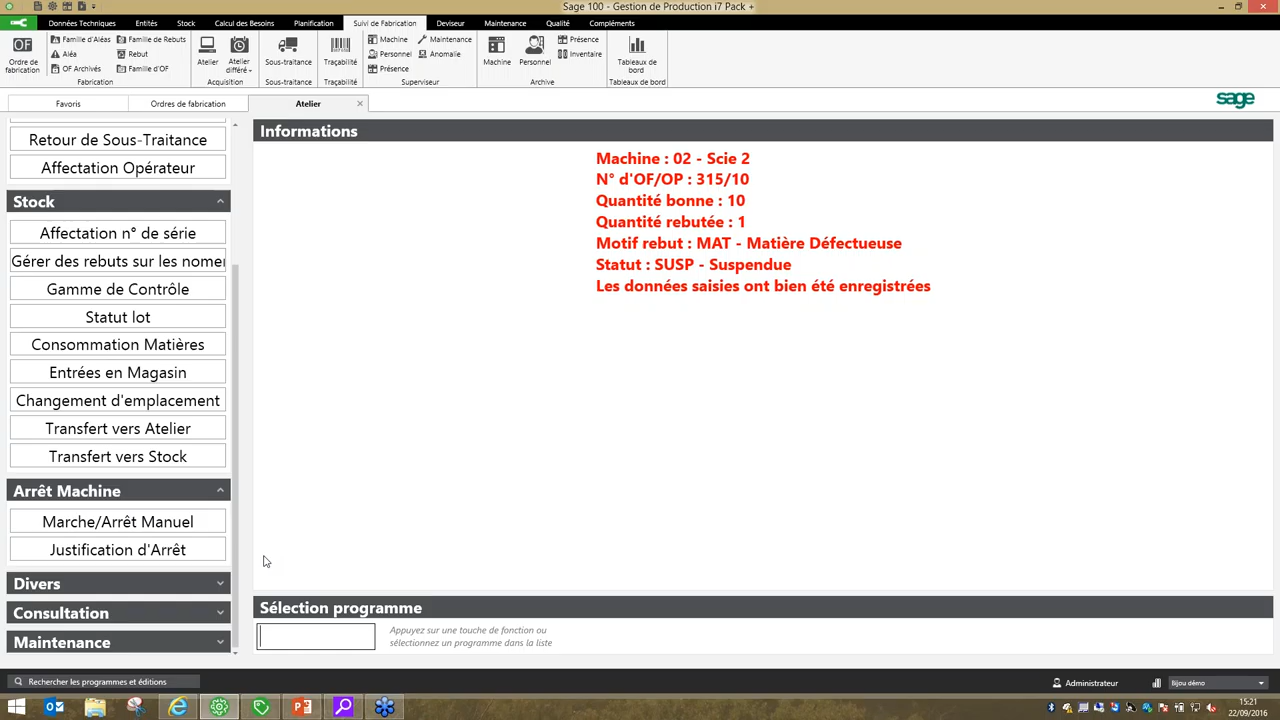 Sage 100 - Gestion de Production i7 Pack +
Données Techniques Entités Stock Calcul des Besoins Planification Suivi de Fabrication Deviseur Maintenance Qualité Compléments
OF
Ordre de fabrication
Famille d'Aléas
Famille de Rebuts
Aléa
Rebut
OF Archivés
Famille d'OF
Fabrication
Atelier
Atelier différé
Acquisition
Sous-traitance
Sous-traitance
Traçabilité
Traçabilité
Machine
Maintenance
Personnel
Anomalie
Présence
Superviseur
Machine
Personnel
Présence
Inventaire
Archive
Tableaux de bord
Tableaux de bord
Favoris
Ordres de fabrication
Atelier
sage
Retour de Sous-Traitance
Affectation Opérateur
Stock
Affectation n° de série
Gérer des rebuts sur les nomen
Gamme de Contrôle
Statut lot
Consommation Matières
Entrées en Magasin
Changement d'emplacement
Transfert vers Atelier
Transfert vers Stock
Arrêt Machine
Marche/Arrêt Manuel
Justification d'Arrêt
Divers
Consultation
Maintenance
Informations
Machine : 02 - Scie 2
N° d'OF/OP : 315/10
Quantité bonne : 10
Quantité rebutée : 1
Motif rebut : MAT - Matière Défectueuse
Statut : SUSP - Suspendue
Les données saisies ont bien été enregistrées
Sélection programme
Appuyez sur une touche de fonction ou
sélectionnez un programme dans la liste
Rechercher les programmes et éditions
Administrateur
Bijou démo
15:21
22/09/2016